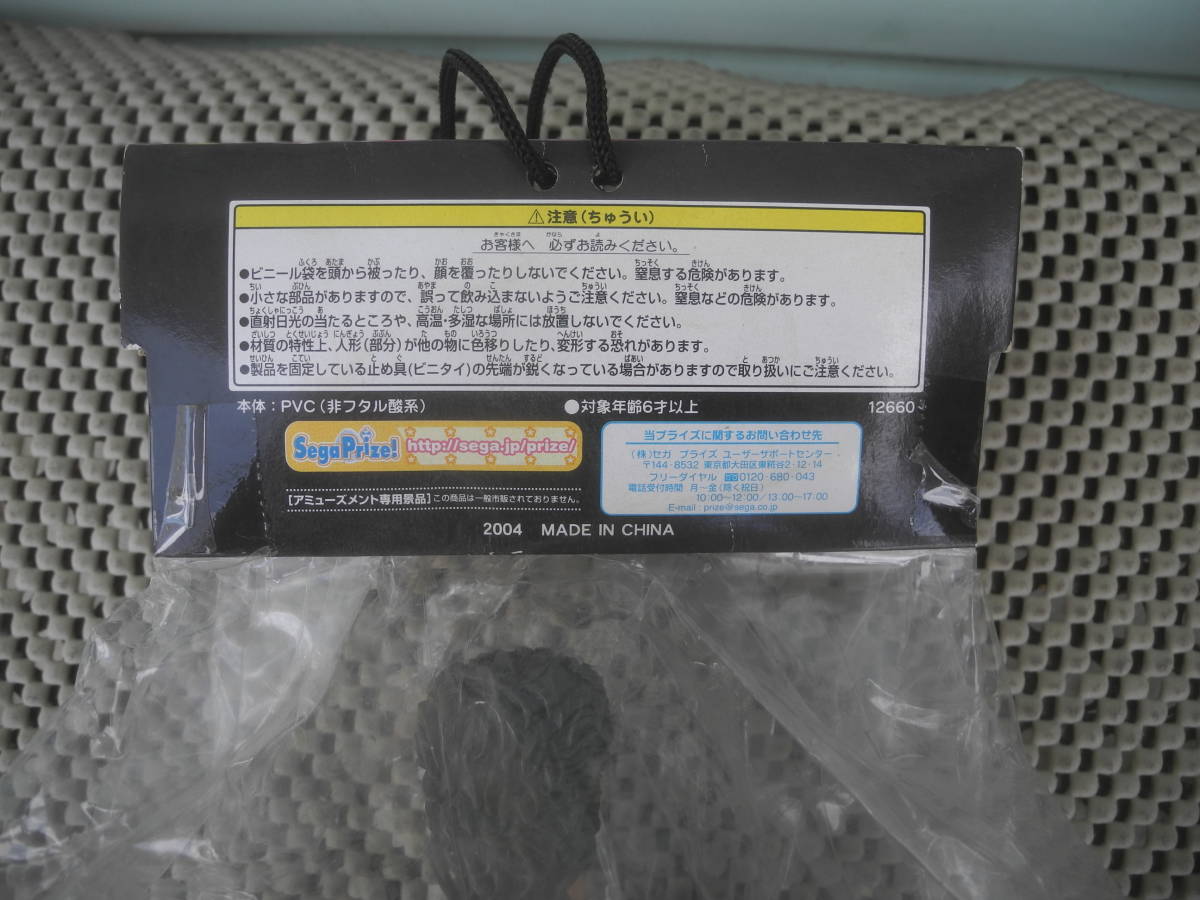 ⚠注意(ちゅうい)
お客様へ 必ずお読みください。
●ビニール袋を頭から被ったり、顔を覆ったりしないでください。窒息する危険があります。
●小さな部品がありますので、誤って飲み込まないようご注意ください。窒息などの危険があります。
●直射日光の当たるところや、高温・多湿な場所には放置しないでください。
●材質の特性上、人形(部分)が他の物に色移りしたり、変形する恐れがあります。
●製品を固定している止め具(ビニタイ)の先端が鋭くなっている場合がありますので取り扱いにご注意ください。
本体:PVC(非フタル酸系) ●対象年齢6才以上 12660
SegaPrize! http://sega.jp/prize/
[アミューズメント専用景品] この商品は一般市販されておりません。
当プライズに関するお問い合わせ先
(株)セガ プライズ ユーザーサポートセンター
〒144-8532 東京都大田区東糀谷2-12-14
フリーダイヤル 0120-680-043
電話受付時間 月〜金(除く祝日)
10:00〜12:00/13:00〜17:00
E-mail:prize@sega.co.jp
2004 MADE IN CHINA